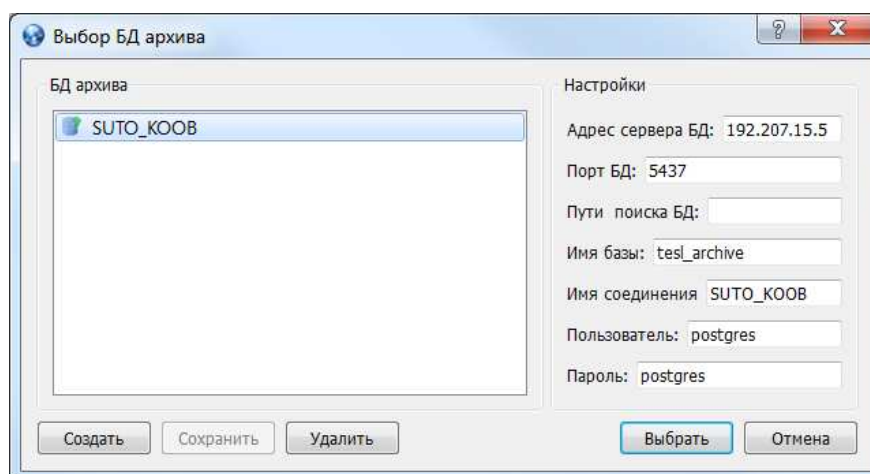 Выбор БД архива
БД архива
SUTO_KOOB
Настройки
Адрес сервера БД: 192.207.15.5
Порт БД: 5437
Пути поиска БД:
Имя базы: tesl_archive
Имя соединения SUTO_KOOB
Пользователь: postgres
Пароль: postgres
Создать Сохранить Удалить Выбрать Отмена